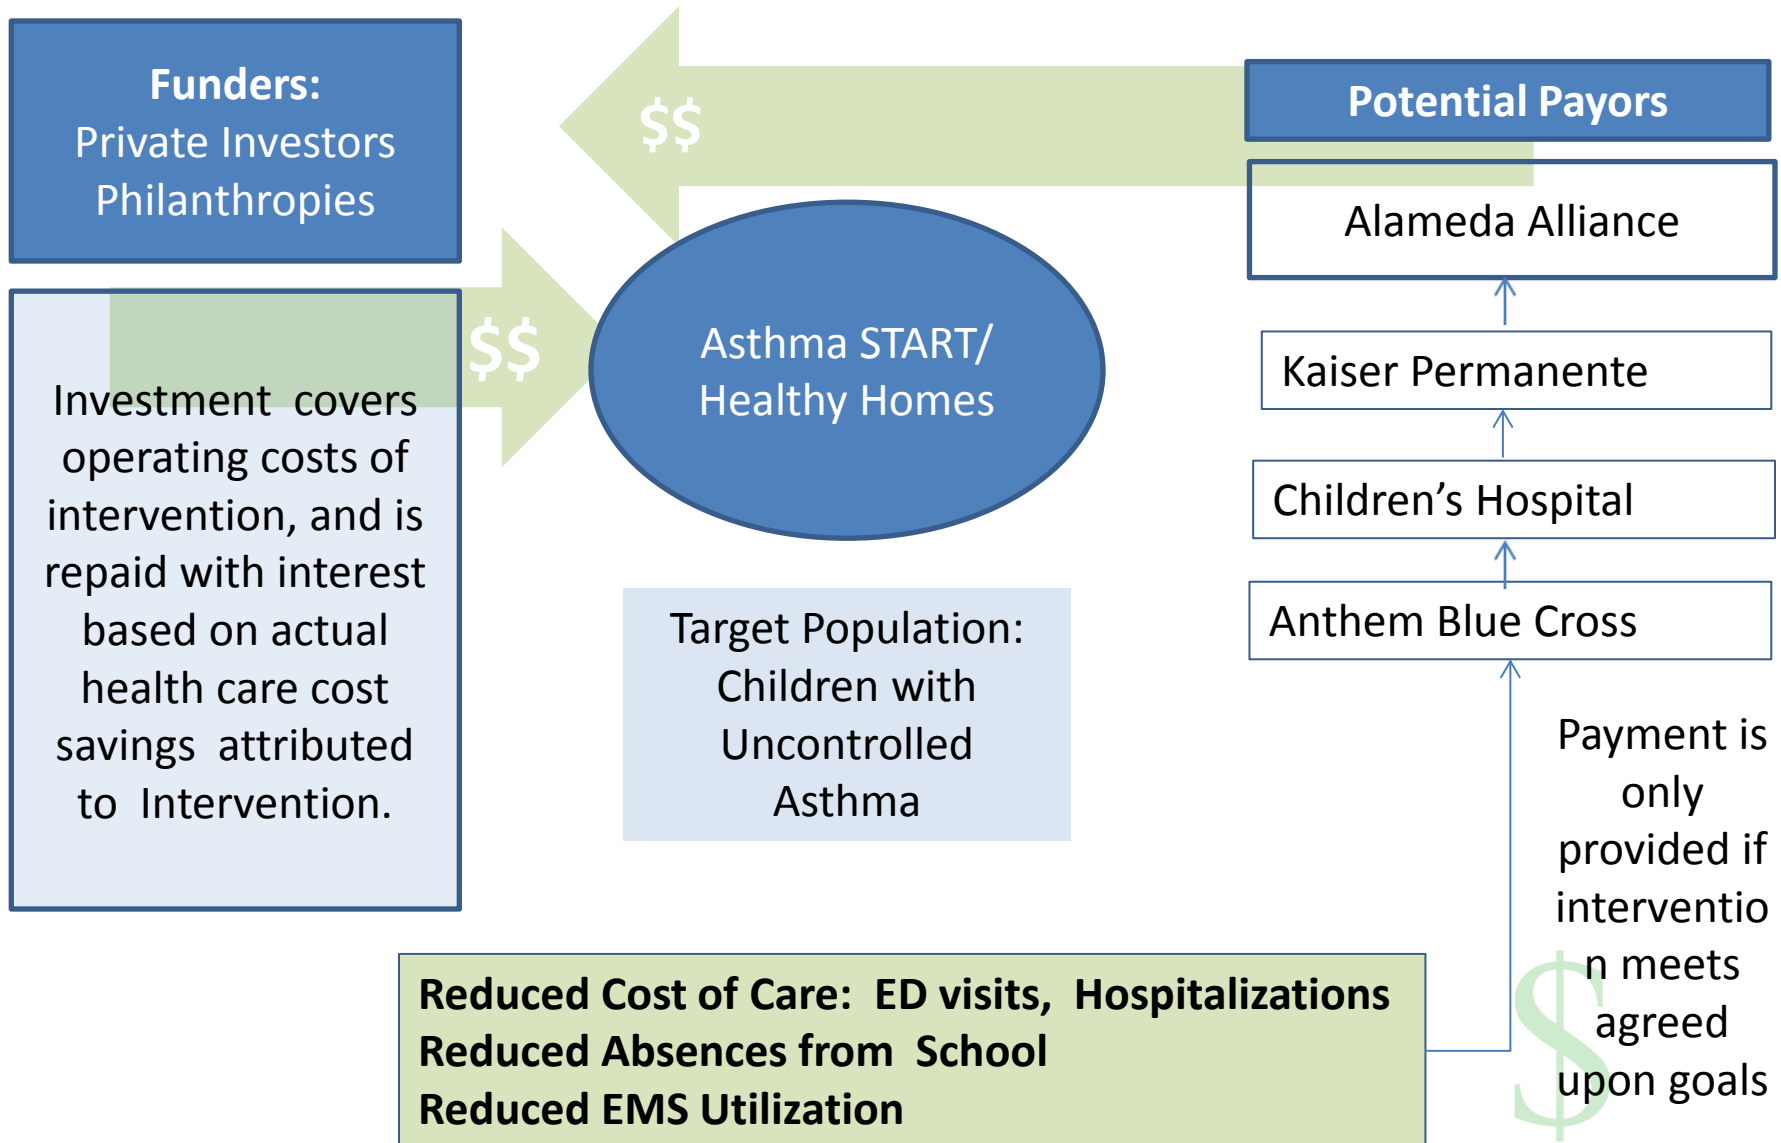 Funders:
Private Investors
Philanthropies
$$
Potential Payors
Alameda Alliance
Kaiser Permanente
Children’s Hospital
Anthem Blue Cross
$$
Asthma START/
Healthy Homes
Investment covers
operating costs of
intervention, and is
repaid with interest
based on actual
health care cost
savings attributed
to Intervention.
Target Population:
Children with
Uncontrolled
Asthma
Payment is
only
provided if
interventio
n meets
agreed
upon goals
$
Reduced Cost of Care: ED visits, Hospitalizations
Reduced Absences from School
Reduced EMS Utilization